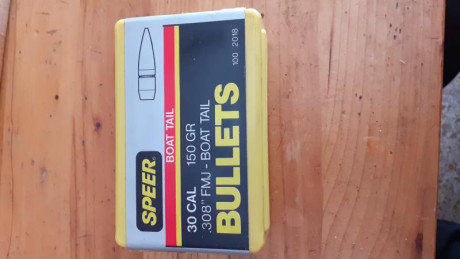 SPEER
BOAT TAIL
30 CAL 150 GR
.308" FMJ - BOAT TAIL
BULLETS
100 2018